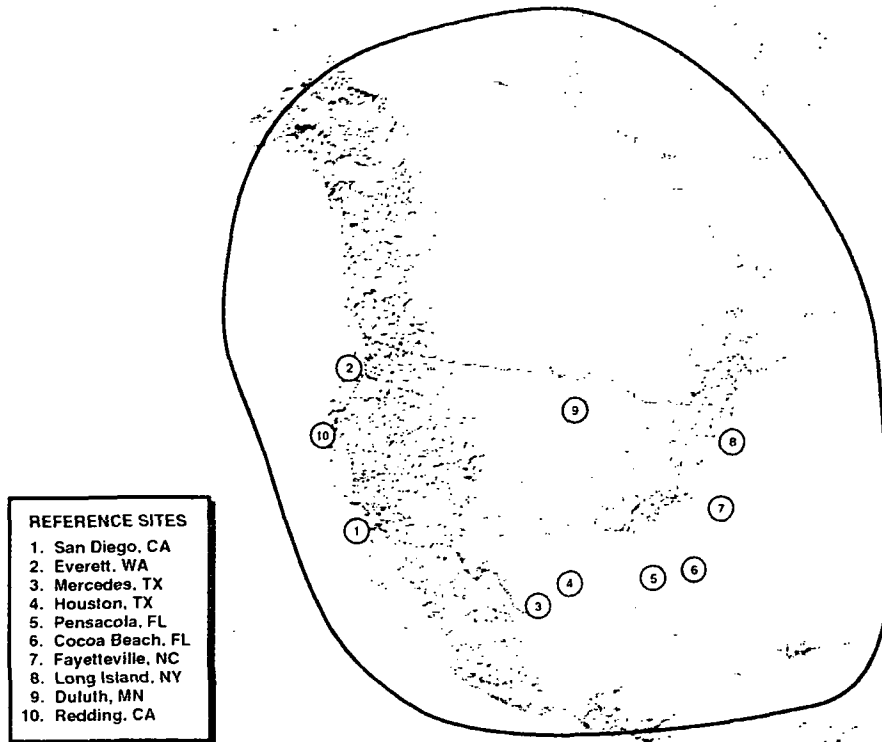 2
9
10
8
7
1
6
5
4
3
REFERENCE SITES
1. San Diego, CA
2. Everett, WA
3. Mercedes, TX
4. Houston, TX
5. Pensacola, FL
6. Cocoa Beach, FL
7. Fayetteville, NC
8. Long Island, NY
9. Duluth, MN
10. Redding, CA